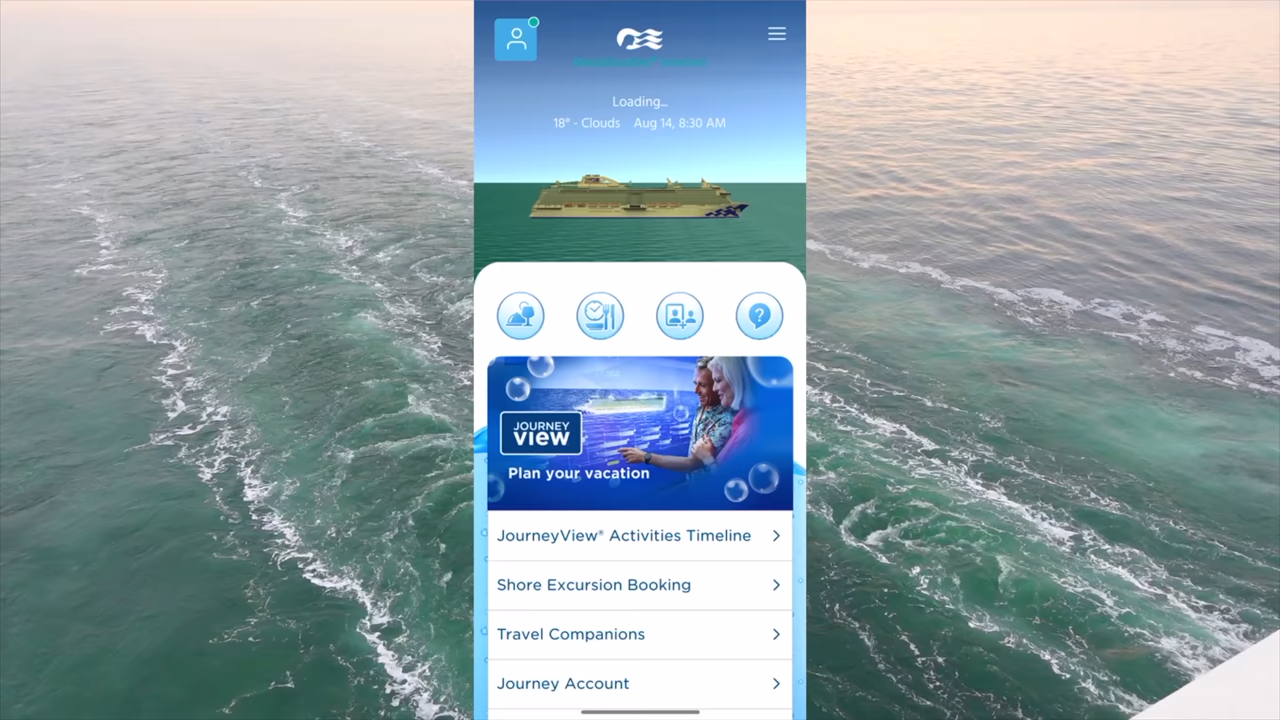 Loading...
18° - Clouds Aug 14, 8:30 AM
JOURNEY
view
Plan your vacation
JourneyView® Activities Timeline
Shore Excursion Booking
Travel Companions
Journey Account